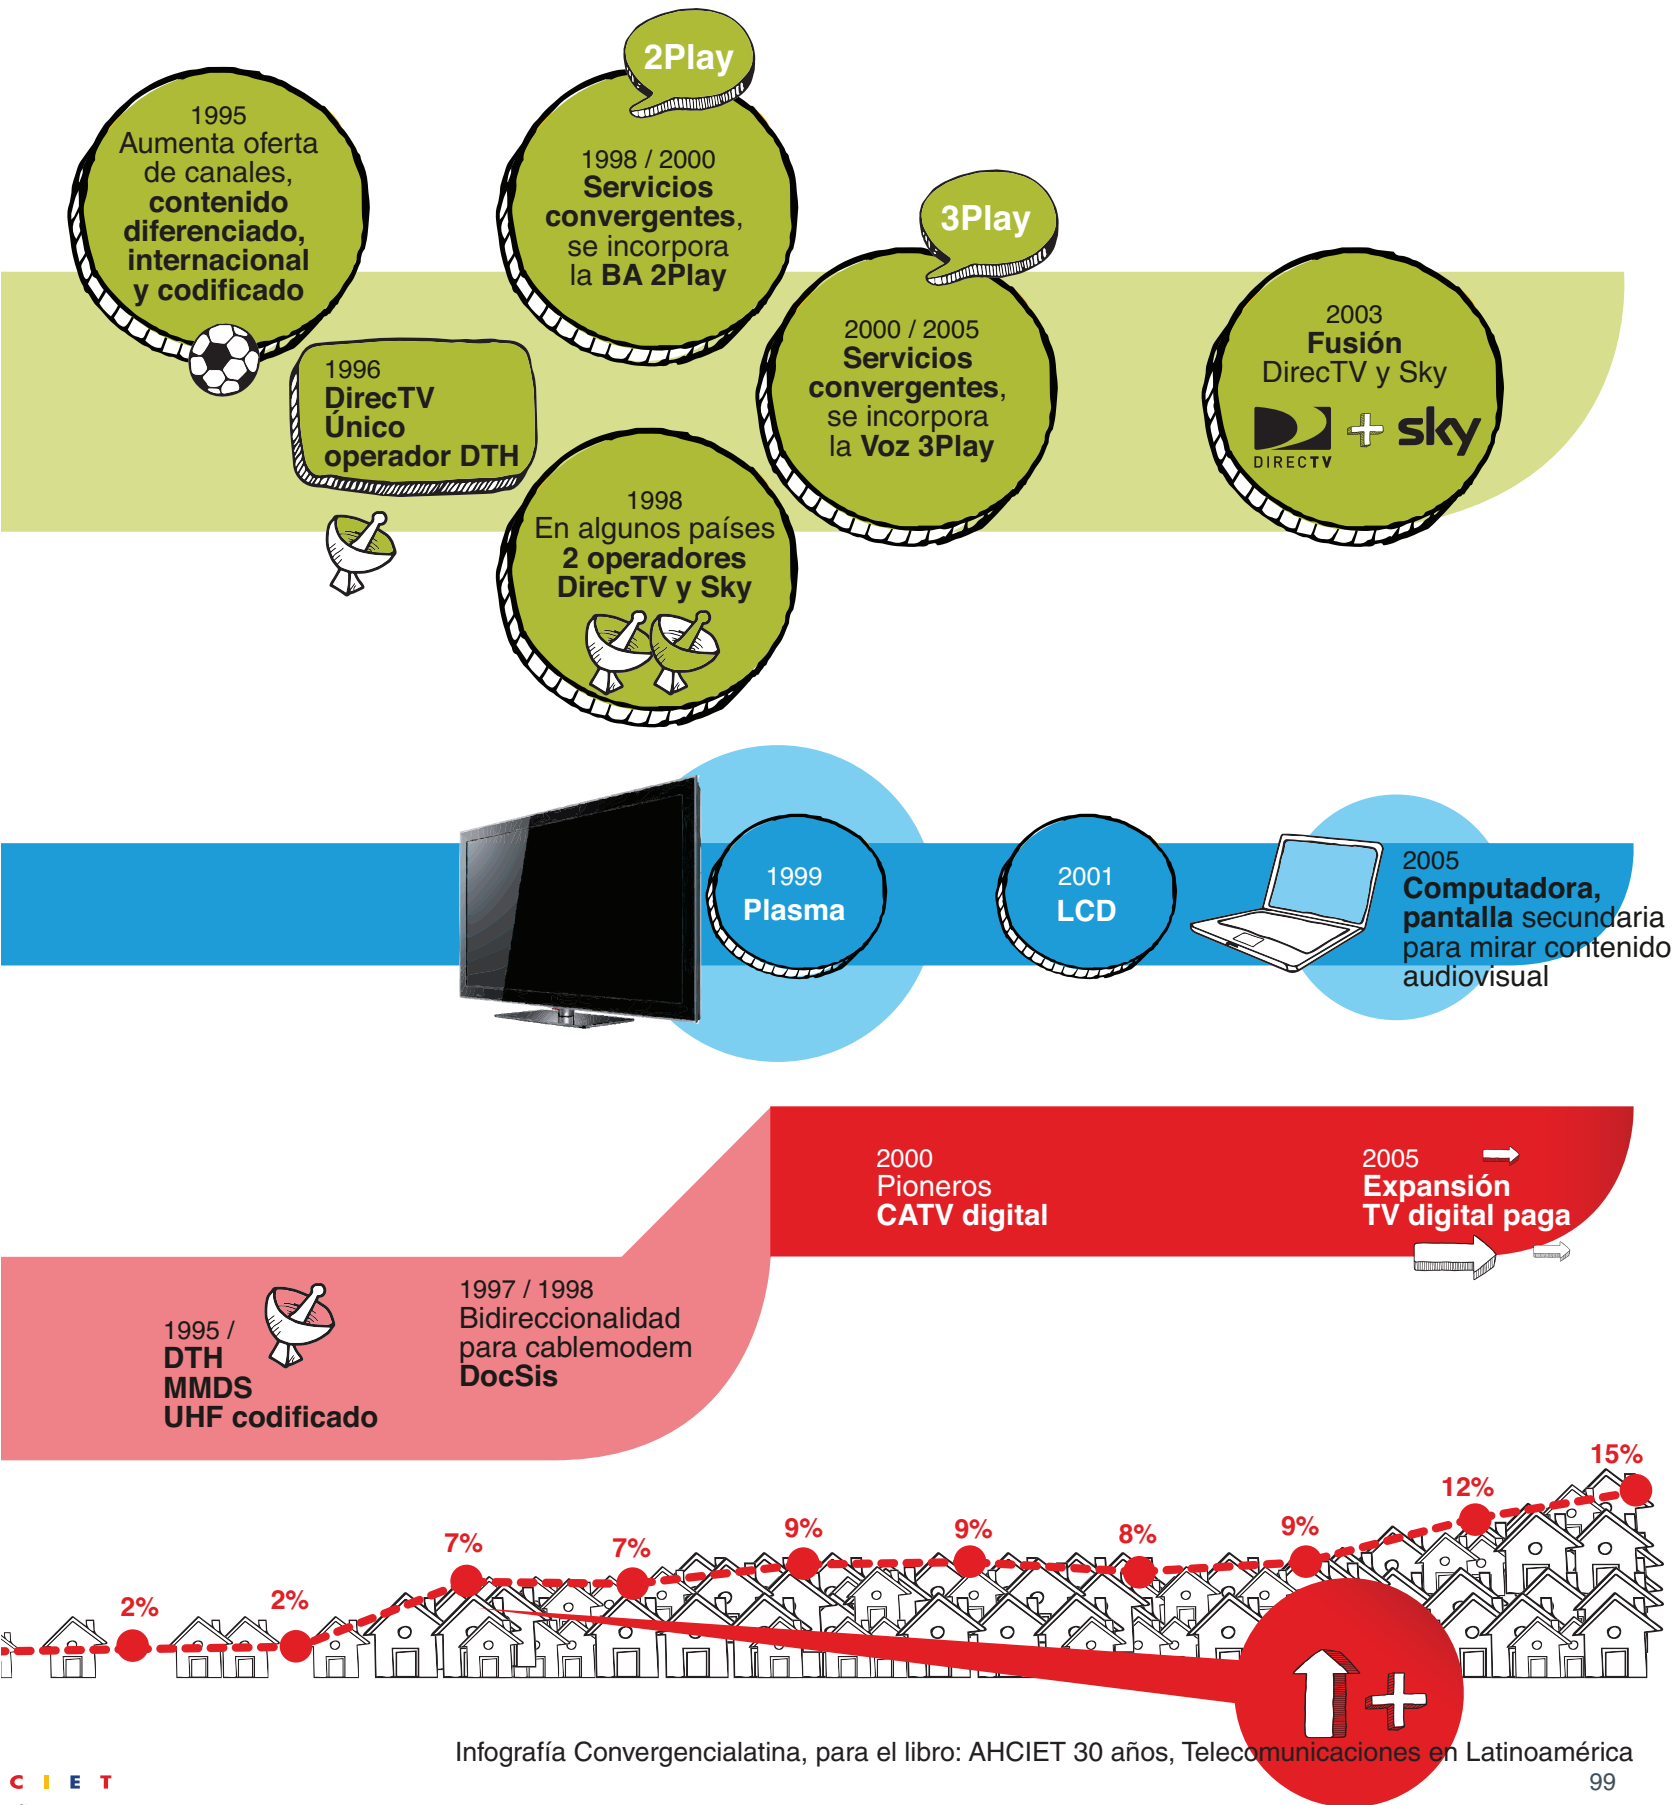 2Play
1995
Aumenta oferta
de canales,
contenido
diferenciado,
internacional
y codificado
1998 / 2000
Servicios
convergentes,
se incorpora
la BA 2Play
3Play
2000 / 2005
Servicios
convergentes,
se incorpora
la Voz 3Play
2003
Fusión
DirecTV y Sky
DIRECTV
sky
1996
DirecTV
Único
operador DTH
1998
En algunos países
2 operadores
DirecTV y Sky
1999
Plasma
2001
LCD
2005
Computadora,
pantalla secundaria
para mirar contenido
audiovisual
2000
Pioneros
CATV digital
2005
Expansión
TV digital paga
1995 /
DTH
MMDS
UHF codificado
1997 / 1998
Bidireccionalidad
para cablemodem
DocSis
2%
2%
7%
7%
9%
9%
8%
9%
12%
15%
Infografía Convergencialatina, para el libro: AHCIET 30 años, Telecomunicaciones en Latinoamérica
C I E T
99